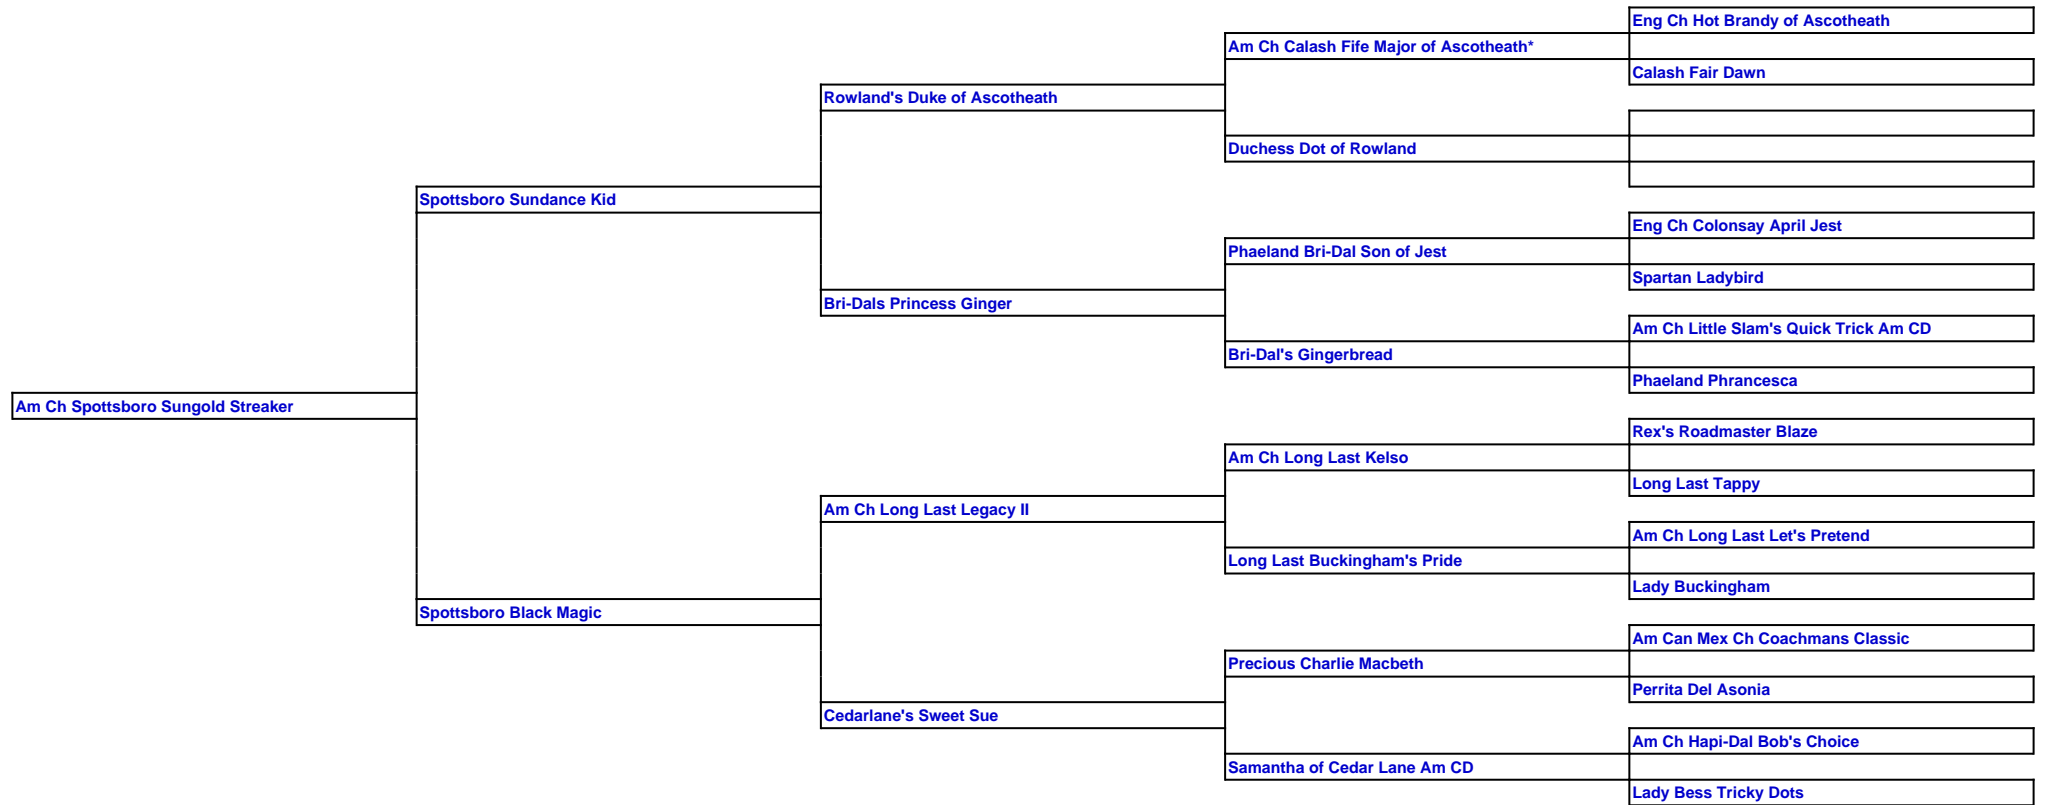 Eng Ch Hot Brandy of Ascotheath
Am Ch Calash Fife Major of Ascotheath*
Calash Fair Dawn
Rowland's Duke of Ascotheath
Duchess Dot of Rowland
Spottsboro Sundance Kid
Eng Ch Colonsay April Jest
Phaeland Bri-Dal Son of Jest
Spartan Ladybird
Bri-Dals Princess Ginger
Am Ch Little Slam's Quick Trick Am CD
Bri-Dal's Gingerbread
Phaeland Phrancesca
Am Ch Spottsboro Sungold Streaker
Rex's Roadmaster Blaze
Am Ch Long Last Kelso
Long Last Tappy
Am Ch Long Last Legacy II
Am Ch Long Last Let's Pretend
Long Last Buckingham's Pride
Lady Buckingham
Spottsboro Black Magic
Am Can Mex Ch Coachmans Classic
Precious Charlie Macbeth
Perrita Del Asonia
Cedarlane's Sweet Sue
Am Ch Hapi-Dal Bob's Choice
Samantha of Cedar Lane Am CD
Lady Bess Tricky Dots